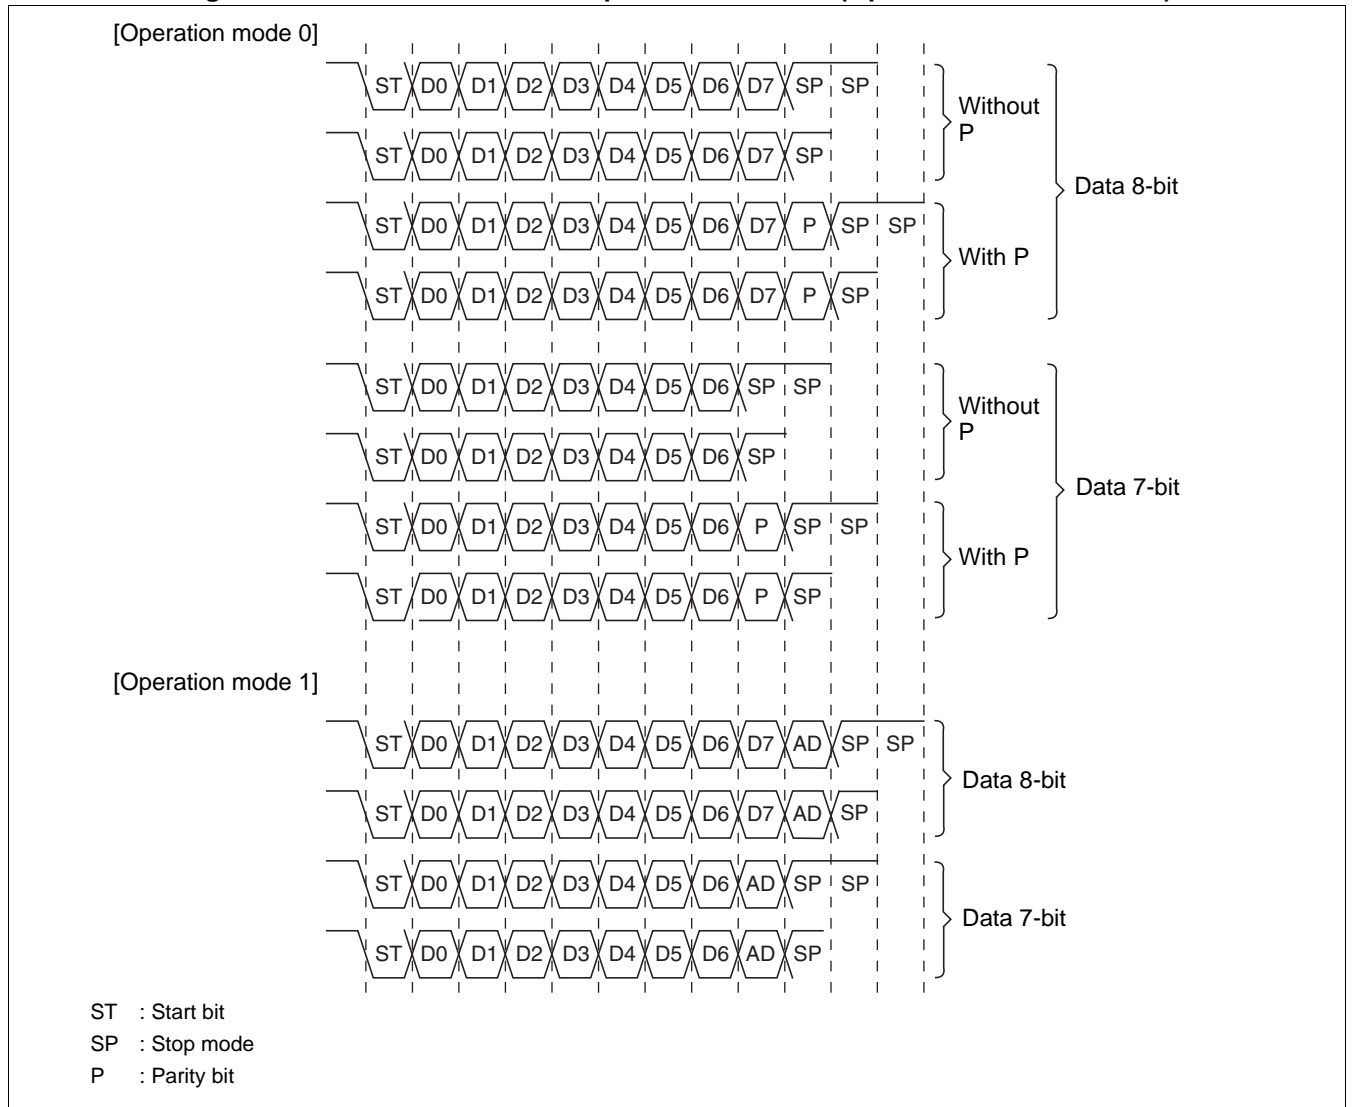 [Operation mode 0]
ST D0 D1 D2 D3 D4 D5 D6 D7 SP SP
Without
P
ST D0 D1 D2 D3 D4 D5 D6 D7 SP
Data 8-bit
ST D0 D1 D2 D3 D4 D5 D6 D7 P SP SP
With P
ST D0 D1 D2 D3 D4 D5 D6 D7 P SP
ST D0 D1 D2 D3 D4 D5 D6 SP SP
Without
P
ST D0 D1 D2 D3 D4 D5 D6 SP
Data 7-bit
ST D0 D1 D2 D3 D4 D5 D6 P SP SP
With P
ST D0 D1 D2 D3 D4 D5 D6 P SP
[Operation mode 1]
ST D0 D1 D2 D3 D4 D5 D6 D7 AD SP SP
Data 8-bit
ST D0 D1 D2 D3 D4 D5 D6 D7 AD SP
ST D0 D1 D2 D3 D4 D5 D6 AD SP SP
Data 7-bit
ST D0 D1 D2 D3 D4 D5 D6 AD SP
ST : Start bit
SP : Stop mode
P : Parity bit